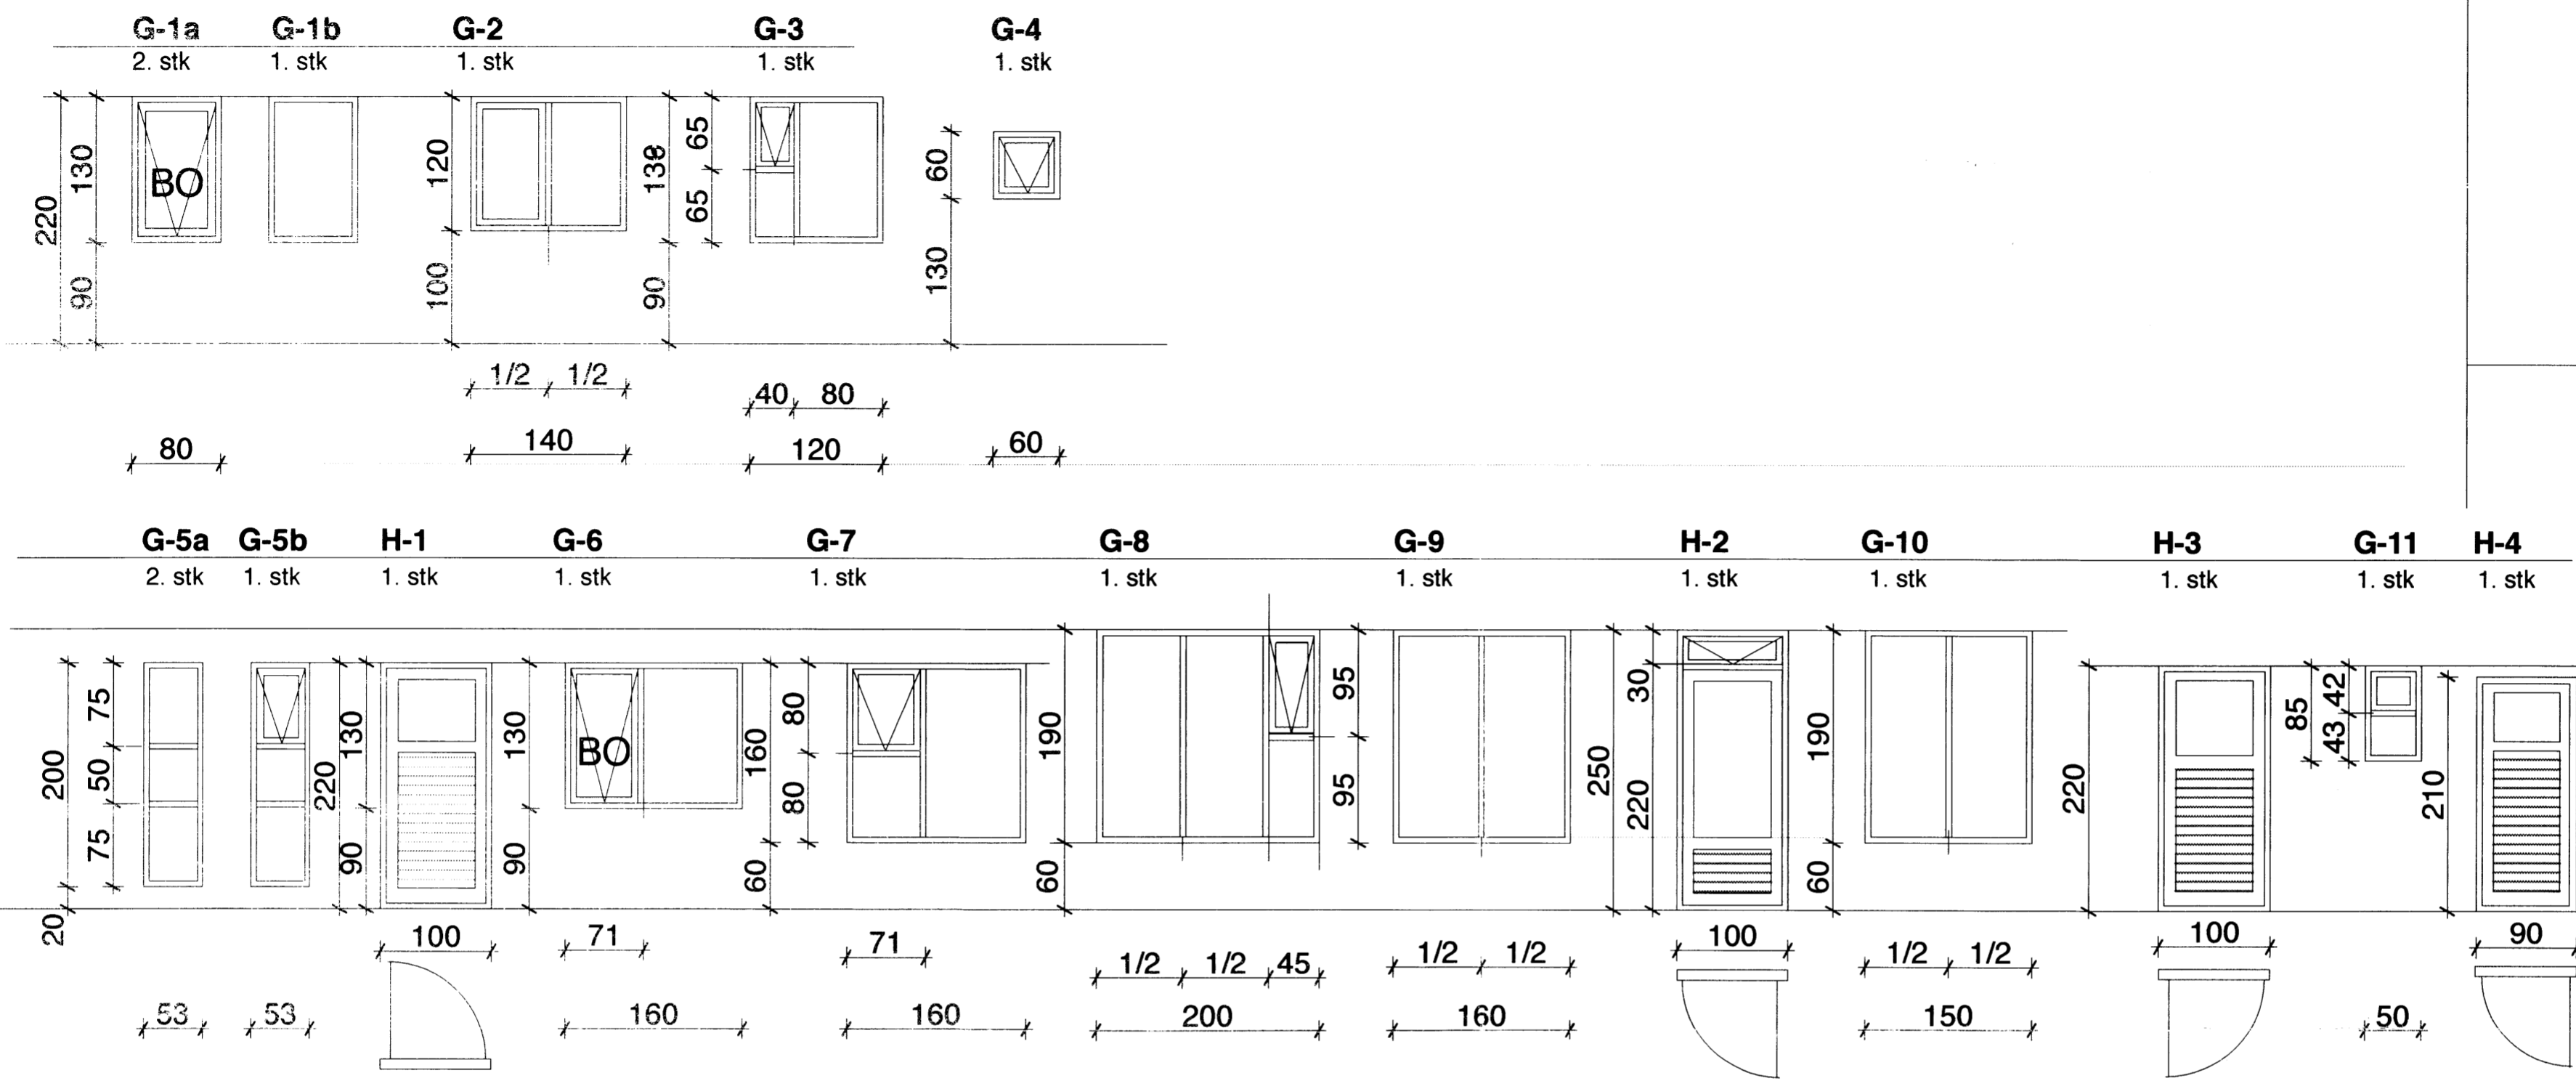 G-1a G-1b G-2 G-3 G-4
2. stk 1. stk 1. stk 1. stk 1. stk
220 130 90 BO 120 100 130 90 65 65 60 130
1/2 1/2
40 80
80 140 120 60
G-5a G-5b H-1 G-6 G-7 G-8 G-9 H-2 G-10 H-3 G-11 H-4
2. stk 1. stk 1. stk 1. stk 1. stk 1. stk 1. stk 1. stk 1. stk 1. stk 1. stk 1. stk
200 20 75 50 75 220 130 90 130 90 BO 160 60 80 80 190 60 95 95 250 30 220 190 60 220 85 42 43 210
100 71 71 1/2 1/2 45 1/2 1/2 100 1/2 1/2 100 90
53 53 160 160 200 160 150 50